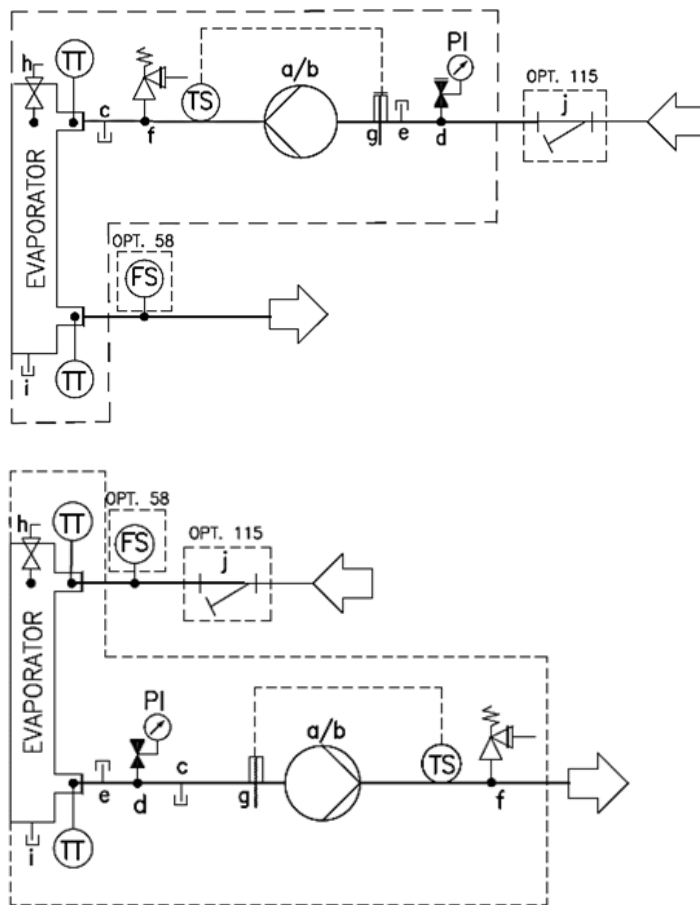 h
TT
a/b
PI
OPT. 115
j
TS
c
f
g
e
d
EVAPORATOR
OPT. 58
FS
i
TT
OPT. 58
OPT. 115
h
TT
FS
j
EVAPORATOR
PI
a/b
c
TS
e
d
g
f
i
TT